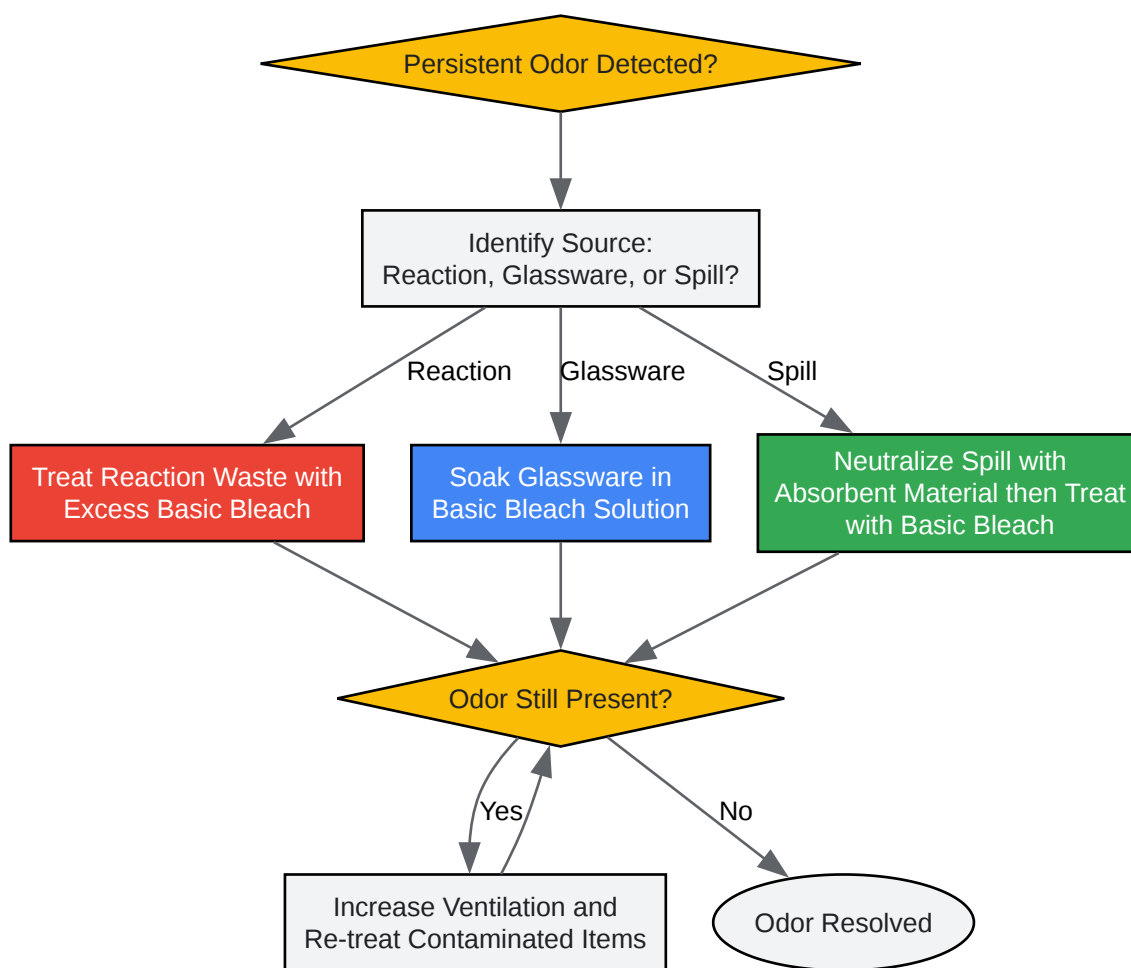 Persistent Odor Detected?
Identify Source:
Reaction, Glassware, or Spill?
Reaction
Glassware
Spill
Treat Reaction Waste with
Excess Basic Bleach
Soak Glassware in
Basic Bleach Solution
Neutralize Spill with
Absorbent Material then Treat
with Basic Bleach
Odor Still Present?
Yes
No
Increase Ventilation and
Re-treat Contaminated Items
Odor Resolved